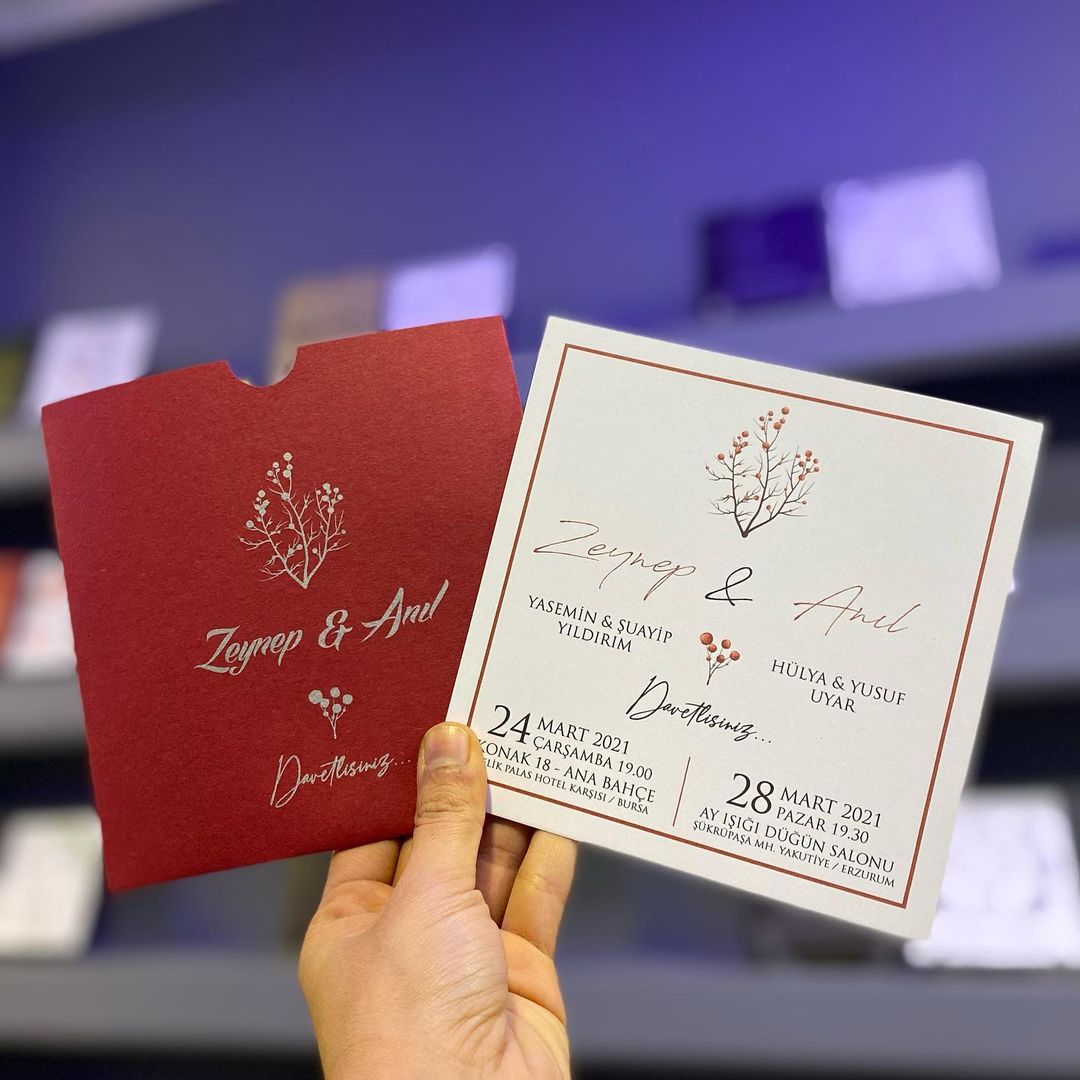 Zeynep & Anıl
Davetlisiniz...
Zeynep & Anıl
YASEMİN & ŞUAYİP
YILDIRIM
HÜLYA & YUSUF
UYAR
Davetlisiniz...
24 MART 2021
ÇARŞAMBA 19.00
KONAK 18 - ANA BAHÇE
PALAS HOTEL KARŞISI / BURSA
28 MART 2021
PAZAR 19.30
AY IŞIĞI DÜĞÜN SALONU
ŞÜKRÜPAŞA MH. YAKUTİYE / ERZURUM